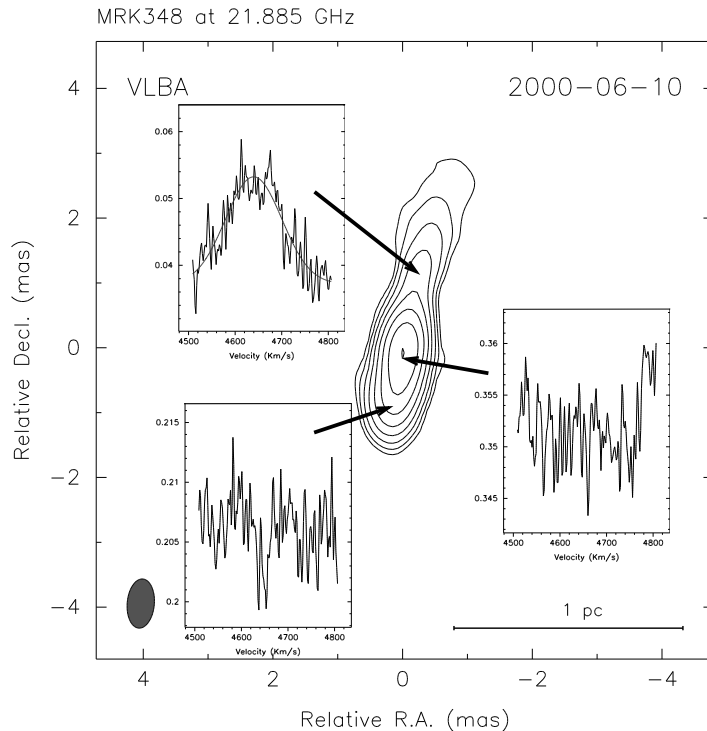 MRK348 at 21.885 GHz
VLBA 2000-06-10
Relative Decl. (mas)
4
2
0
−2
−4
0.06
0.05
0.04
4500 4600 4700 4800
Velocity (Km/s)
0.36
0.355
0.35
0.345
4500 4600 4700 4800
Velocity (Km/s)
0.215
0.21
0.205
0.2
4500 4600 4700 4800
Velocity (Km/s)
1 pc
4 2 0 −2 −4
Relative R.A. (mas)